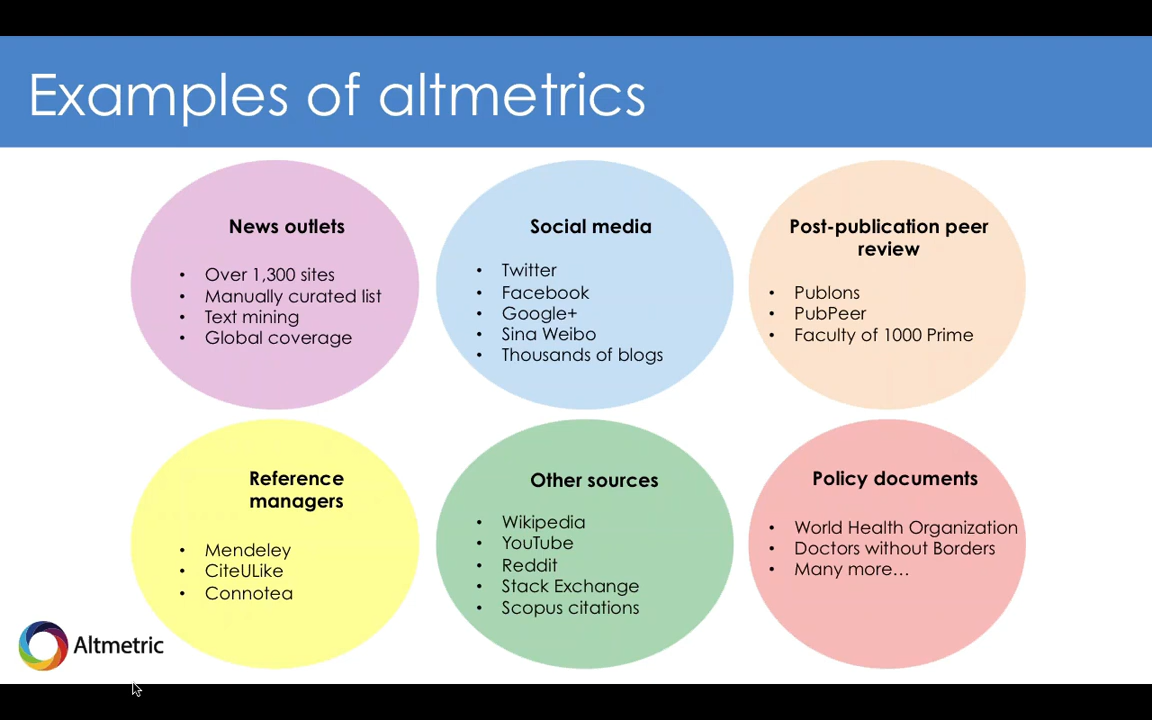 Examples of altmetrics
News outlets
• Over 1,300 sites
• Manually curated list
• Text mining
• Global coverage
Social media
• Twitter
• Facebook
• Google+
• Sina Weibo
• Thousands of blogs
Post-publication peer
review
• Publons
• PubPeer
• Faculty of 1000 Prime
Reference
managers
• Mendeley
• CiteULike
• Connotea
Other sources
• Wikipedia
• YouTube
• Reddit
• Stack Exchange
• Scopus citations
Policy documents
• World Health Organization
• Doctors without Borders
• Many more...
Altmetric